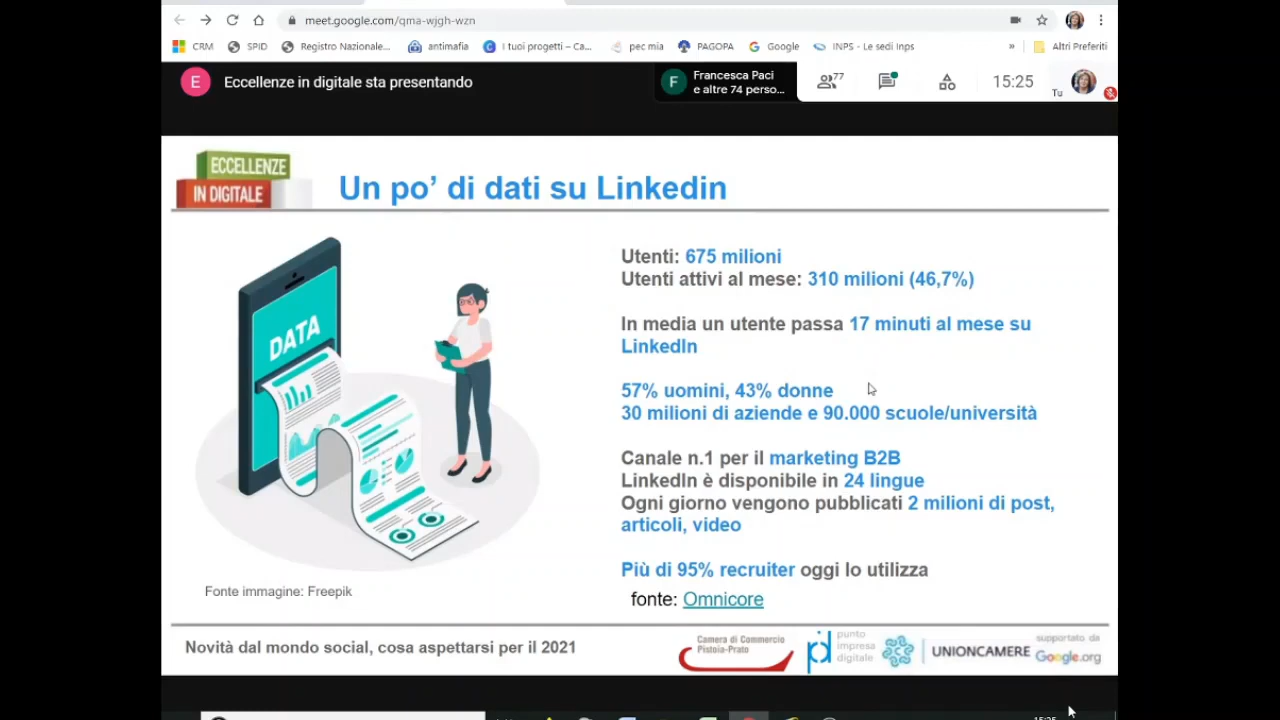 meet.google.com/qma-wjgh-wzn
CRM SPID Registro Nazionale... antimafia I tuoi progetti – Ca... pec mia PAGOPA Google INPS - Le sedi Inps » Altri Preferiti
E Eccellenze in digitale sta presentando
F Francesca Paci
e altre 74 perso...
77
15:25
Tu
ECCELLENZE
IN DIGITALE
Un po’ di dati su Linkedin
DATA
Utenti: 675 milioni
Utenti attivi al mese: 310 milioni (46,7%)
In media un utente passa 17 minuti al mese su
LinkedIn
57% uomini, 43% donne
30 milioni di aziende e 90.000 scuole/università
Canale n.1 per il marketing B2B
LinkedIn è disponibile in 24 lingue
Ogni giorno vengono pubblicati 2 milioni di post,
articoli, video
Più di 95% recruiter oggi lo utilizza
fonte: Omnicore
Fonte immagine: Freepik
Novità dal mondo social, cosa aspettarsi per il 2021
Camera di Commercio
Pistoia-Prato
pid
punto
impresa
digitale
UNIONCAMERE
supportato da
Google.org